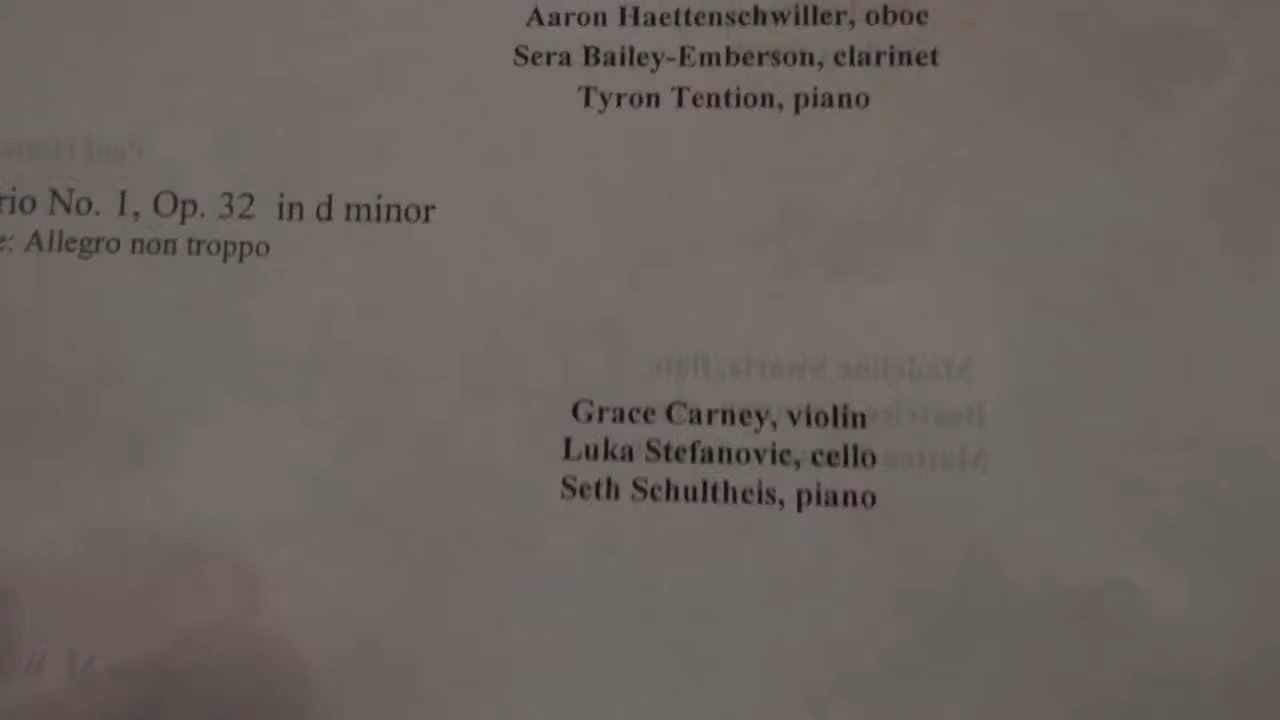 Aaron Haettenschwiller, oboe
Sera Bailey-Emberson, clarinet
Tyron Tention, piano
rio No. 1, Op. 32 in d minor
e: Allegro non troppo
Grace Carney, violin
Luka Stefanovic, cello
Seth Schultheis, piano